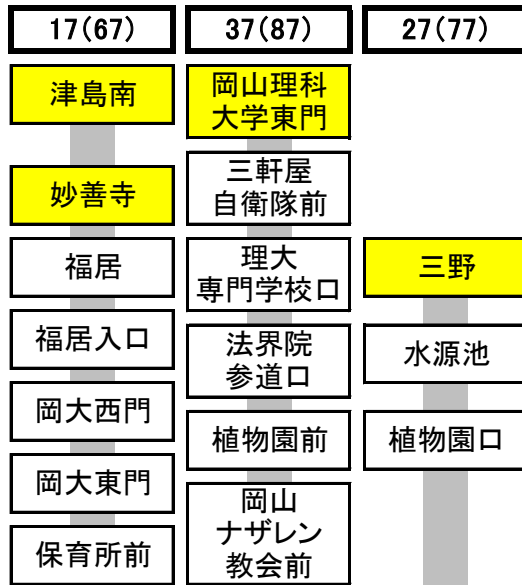 17(67)
37(87)
27(77)
津島南
妙善寺
福居
福居入口
岡大西門
岡大東門
保育所前
岡山理科
大学東門
三軒屋
自衛隊前
理大
専門学校口
法界院
参道口
植物園前
岡山
ナザレン
教会前
三野
水源池
植物園口